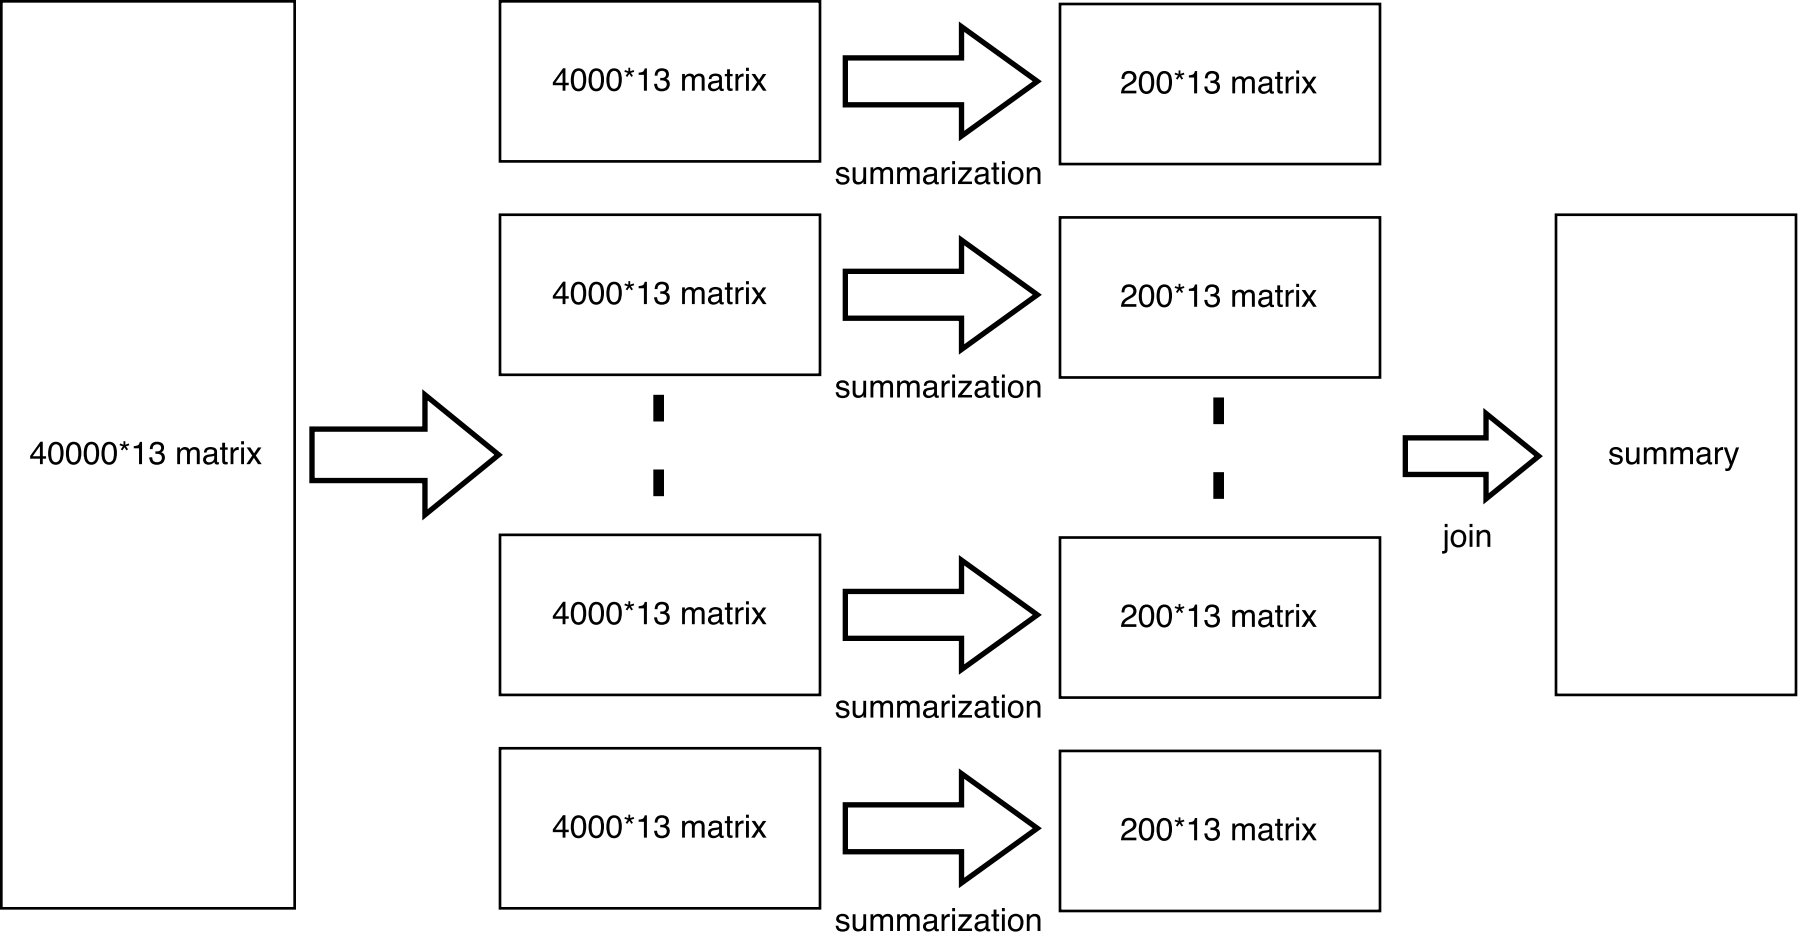 40000*13 matrix
4000*13 matrix
summarization
200*13 matrix
4000*13 matrix
summarization
200*13 matrix
4000*13 matrix
summarization
200*13 matrix
4000*13 matrix
summarization
200*13 matrix
join
summary